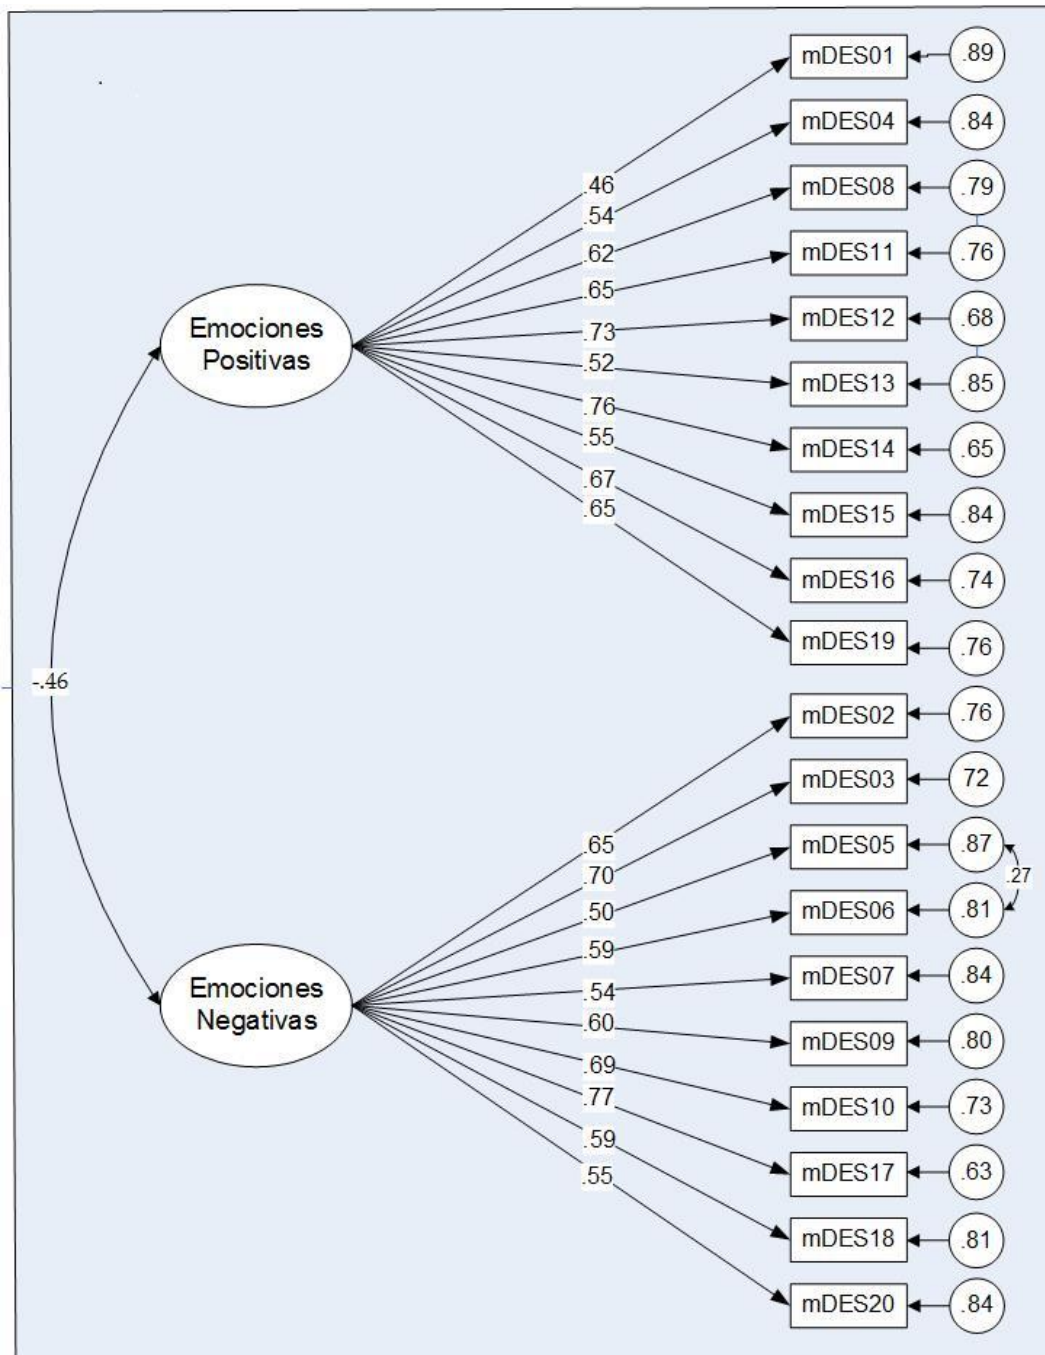 mDES01 .89
mDES04 .84
.46 mDES08 .79
.54
.62 mDES11 .76
.65
Emociones
Positivas
.73 mDES12 .68
.52 mDES13 .85
.76
.55 mDES14 .65
.67
.65 mDES15 .84
mDES16 .74
mDES19 .76
-.46
mDES02 .76
mDES03 72
.65 mDES05 .87
.27
.70
.50 mDES06 .81
.59
.54 mDES07 .84
Emociones
Negativas
.60 mDES09 .80
.69
.77 mDES10 .73
.59
.55 mDES17 .63
mDES18 .81
mDES20 .84